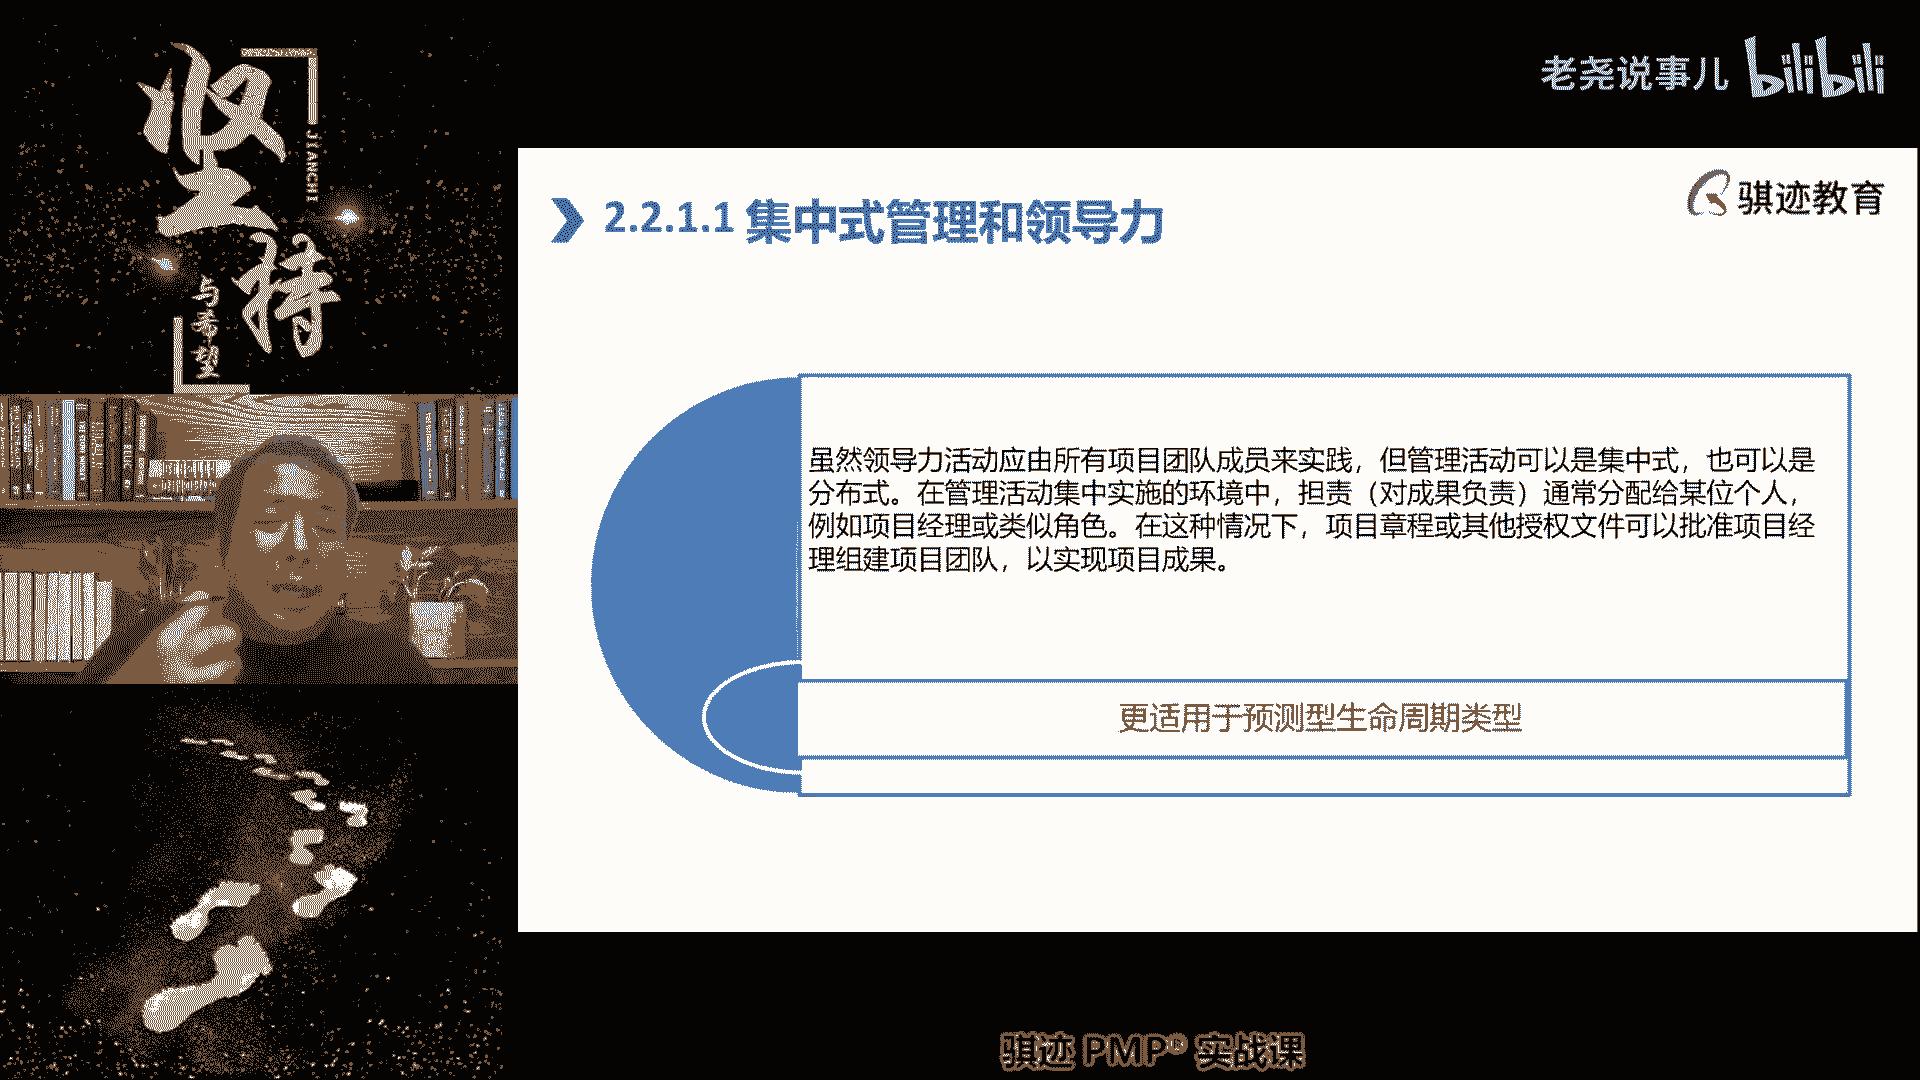 坚持
JIANCHI
与希望
老尧说事儿 bilibili
骐迹教育
2.2.1.1 集中式管理和领导力
虽然领导力活动应由所有项目团队成员来实践，但管理活动可以是集中式，也可以是
分布式。在管理活动集中实施的环境中，担责（对成果负责）通常分配给某位个人，
例如项目经理或类似角色。在这种情况下，项目章程或其他授权文件可以批准项目经
理组建项目团队，以实现项目成果。
更适用于预测型生命周期类型
骐迹 PMP® 实战课